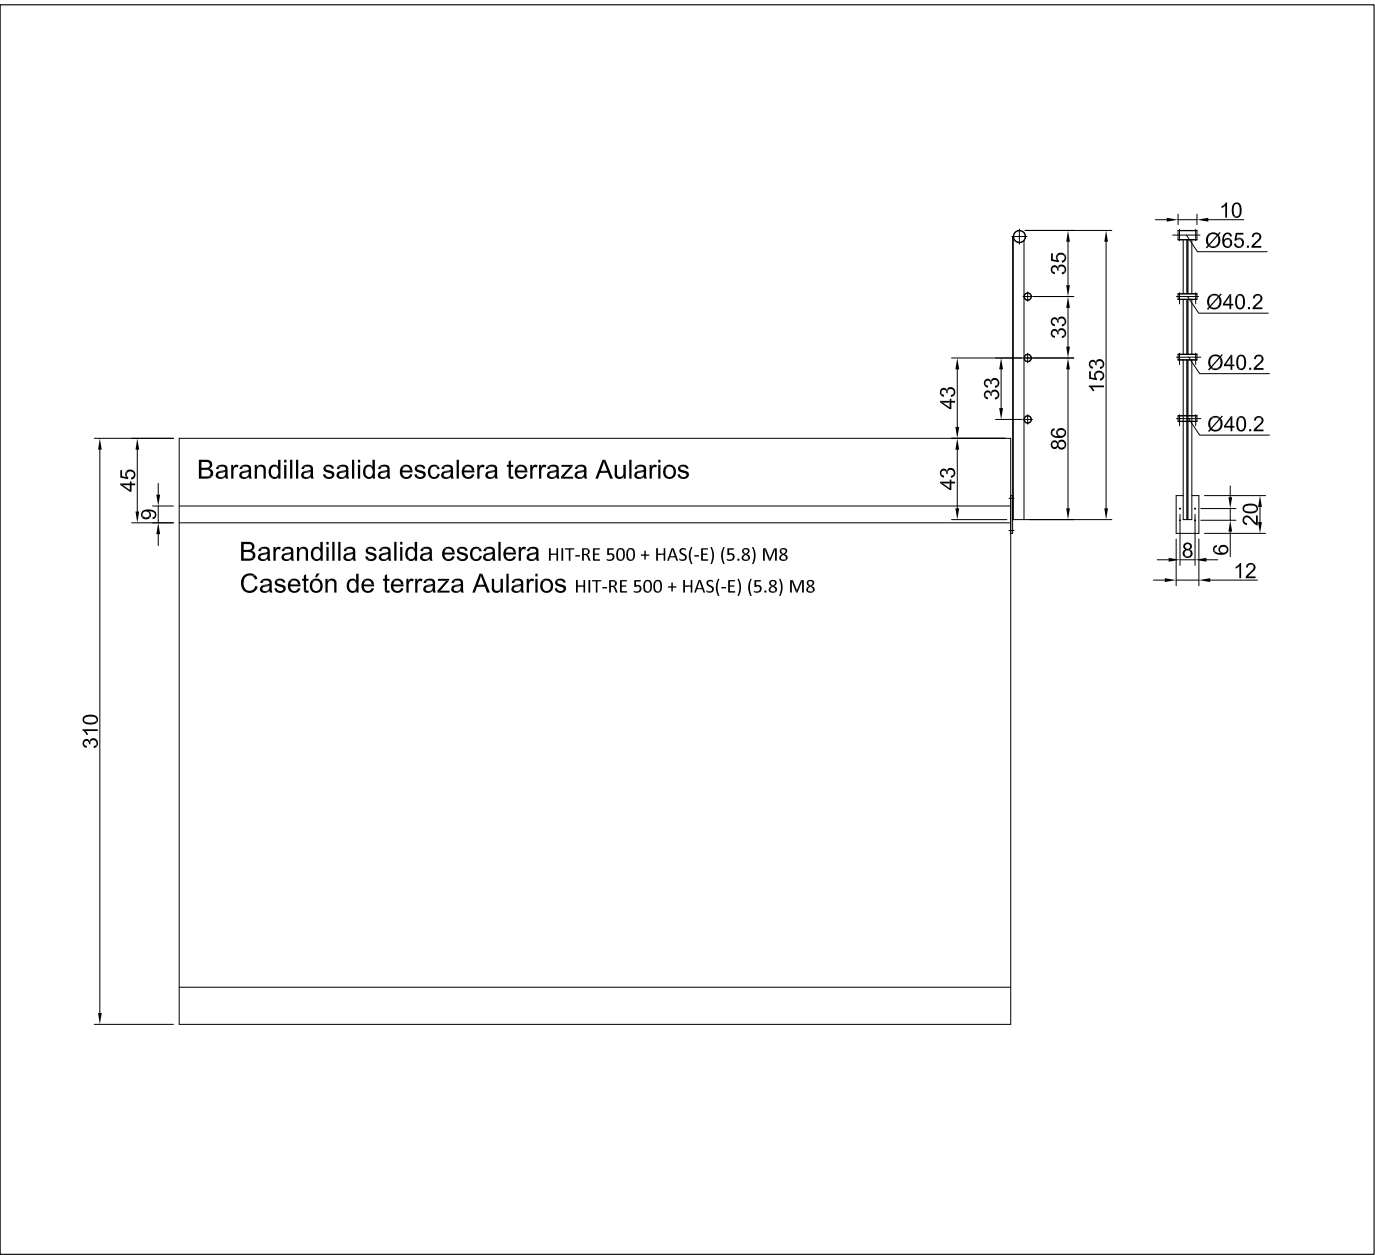 10
Ø65.2
35
Ø40.2
33
153
Ø40.2
43
33
Ø40.2
86
45
Barandilla salida escalera terraza Aularios
43
9
20
Barandilla salida escalera HIT-RE 500 + HAS(-E) (5.8) M8
8
6
Casetón de terraza Aularios HIT-RE 500 + HAS(-E) (5.8) M8
12
310